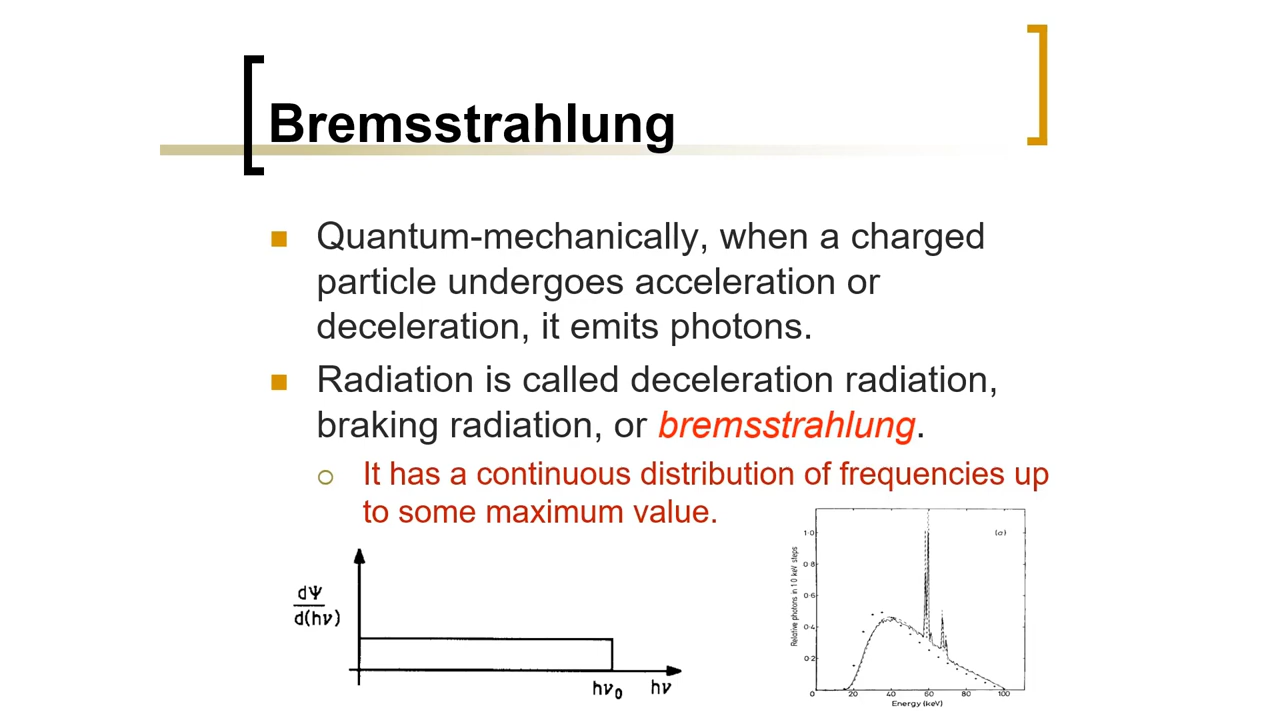 Bremsstrahlung
Quantum-mechanically, when a charged
particle undergoes acceleration or
deceleration, it emits photons.
Radiation is called deceleration radiation,
braking radiation, or bremsstrahlung.
It has a continuous distribution of frequencies up
to some maximum value.
dΨ
d(hν)
hν₀
hν
Relative photons in 1.0 keV steps
1·0
0·8
0·6
0·4
0·2
(a)
0 20 40 60 80 100
Energy (keV)